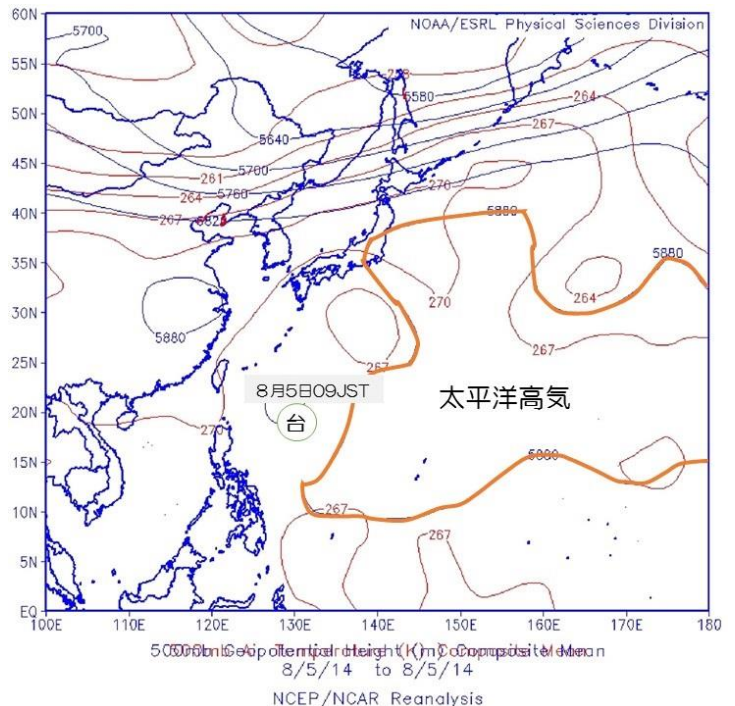 60N
NOAA/ESRL Physical Sciences Division
5700
258
5580
55N
264
50N
5640
267
5700
45N
261
270
5760
264
40N
267
582
5880
35N
5880
270
264
30N
5880
267
267
25N
8月5日09JST
太平洋高気
20N
台
270
15N
5880
10N
267
267
5N
EQ
100E 110E 120E 130E 140E 150E 160E 170E 180
8/5/14 to 8/5/14
NCEP/NCAR Reanalysis